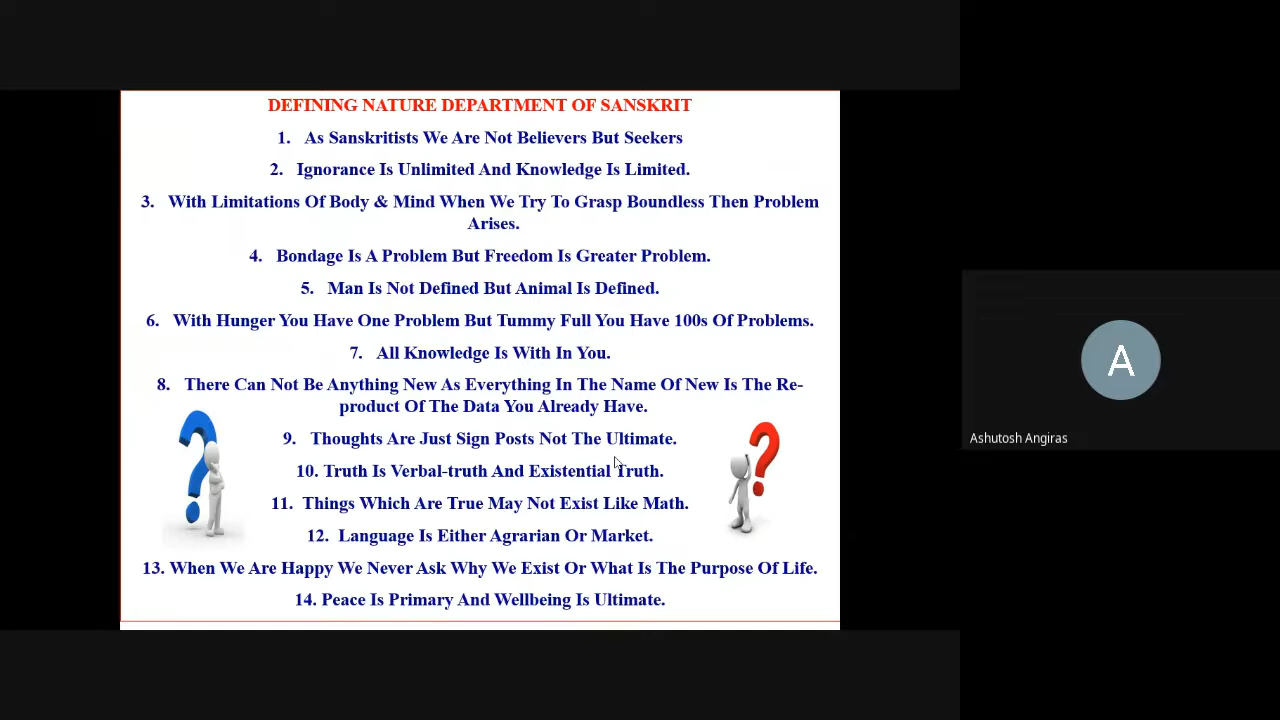 DEFINING NATURE DEPARTMENT OF SANSKRIT
1. As Sanskritists We Are Not Believers But Seekers
2. Ignorance Is Unlimited And Knowledge Is Limited.
3. With Limitations Of Body & Mind When We Try To Grasp Boundless Then Problem
Arises.
4. Bondage Is A Problem But Freedom Is Greater Problem.
5. Man Is Not Defined But Animal Is Defined.
6. With Hunger You Have One Problem But Tummy Full You Have 100s Of Problems.
7. All Knowledge Is With In You.
8. There Can Not Be Anything New As Everything In The Name Of New Is The Re-
product Of The Data You Already Have.
9. Thoughts Are Just Sign Posts Not The Ultimate.
10. Truth Is Verbal-truth And Existential Truth.
11. Things Which Are True May Not Exist Like Math.
12. Language Is Either Agrarian Or Market.
13. When We Are Happy We Never Ask Why We Exist Or What Is The Purpose Of Life.
14. Peace Is Primary And Wellbeing Is Ultimate.
A
Ashutosh Angiras